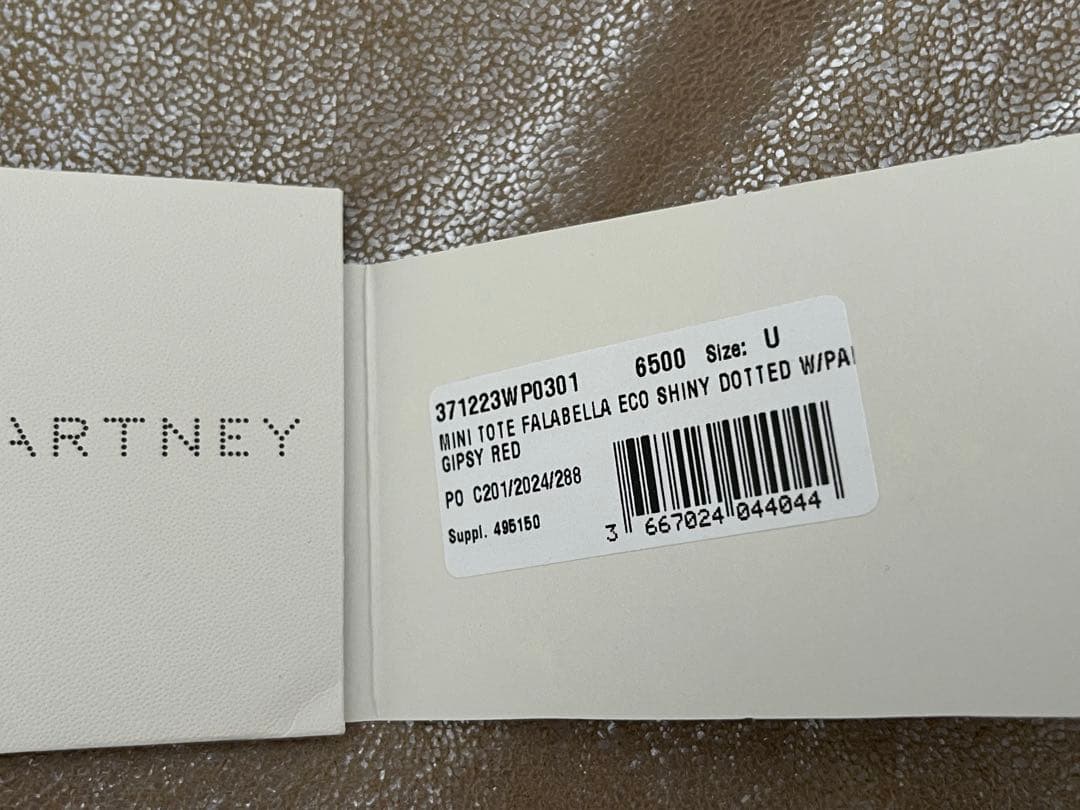 ARTNEY
371223WP0301 6500 Size: U
MINI TOTE FALABELLA ECO SHINY DOTTED W/PA
GIPSY RED
PO C201/2024/288
Suppl. 495150
3 667024 044044